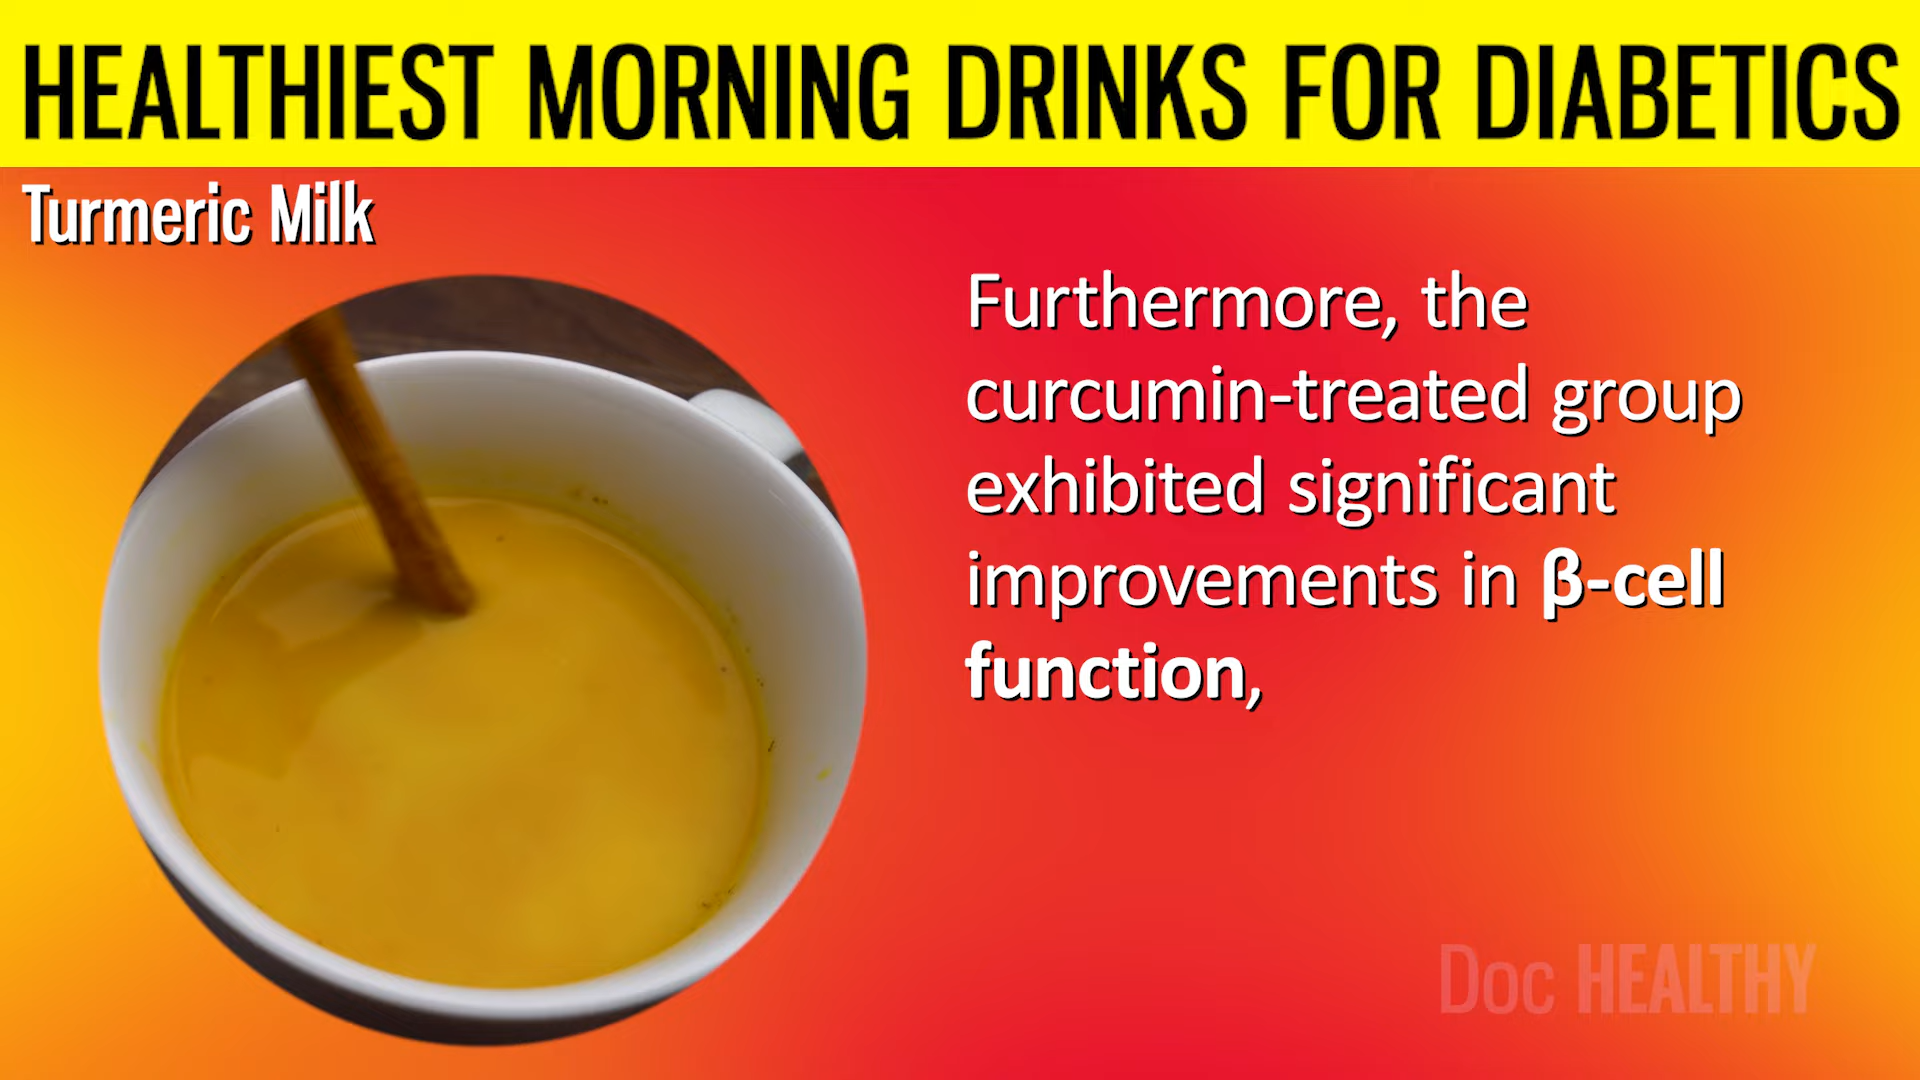 HEALTHIEST MORNING DRINKS FOR DIABETICS
Turmeric Milk
Furthermore, the
curcumin-treated group
exhibited significant
improvements in β-cell
function,
Doc HEALTHY